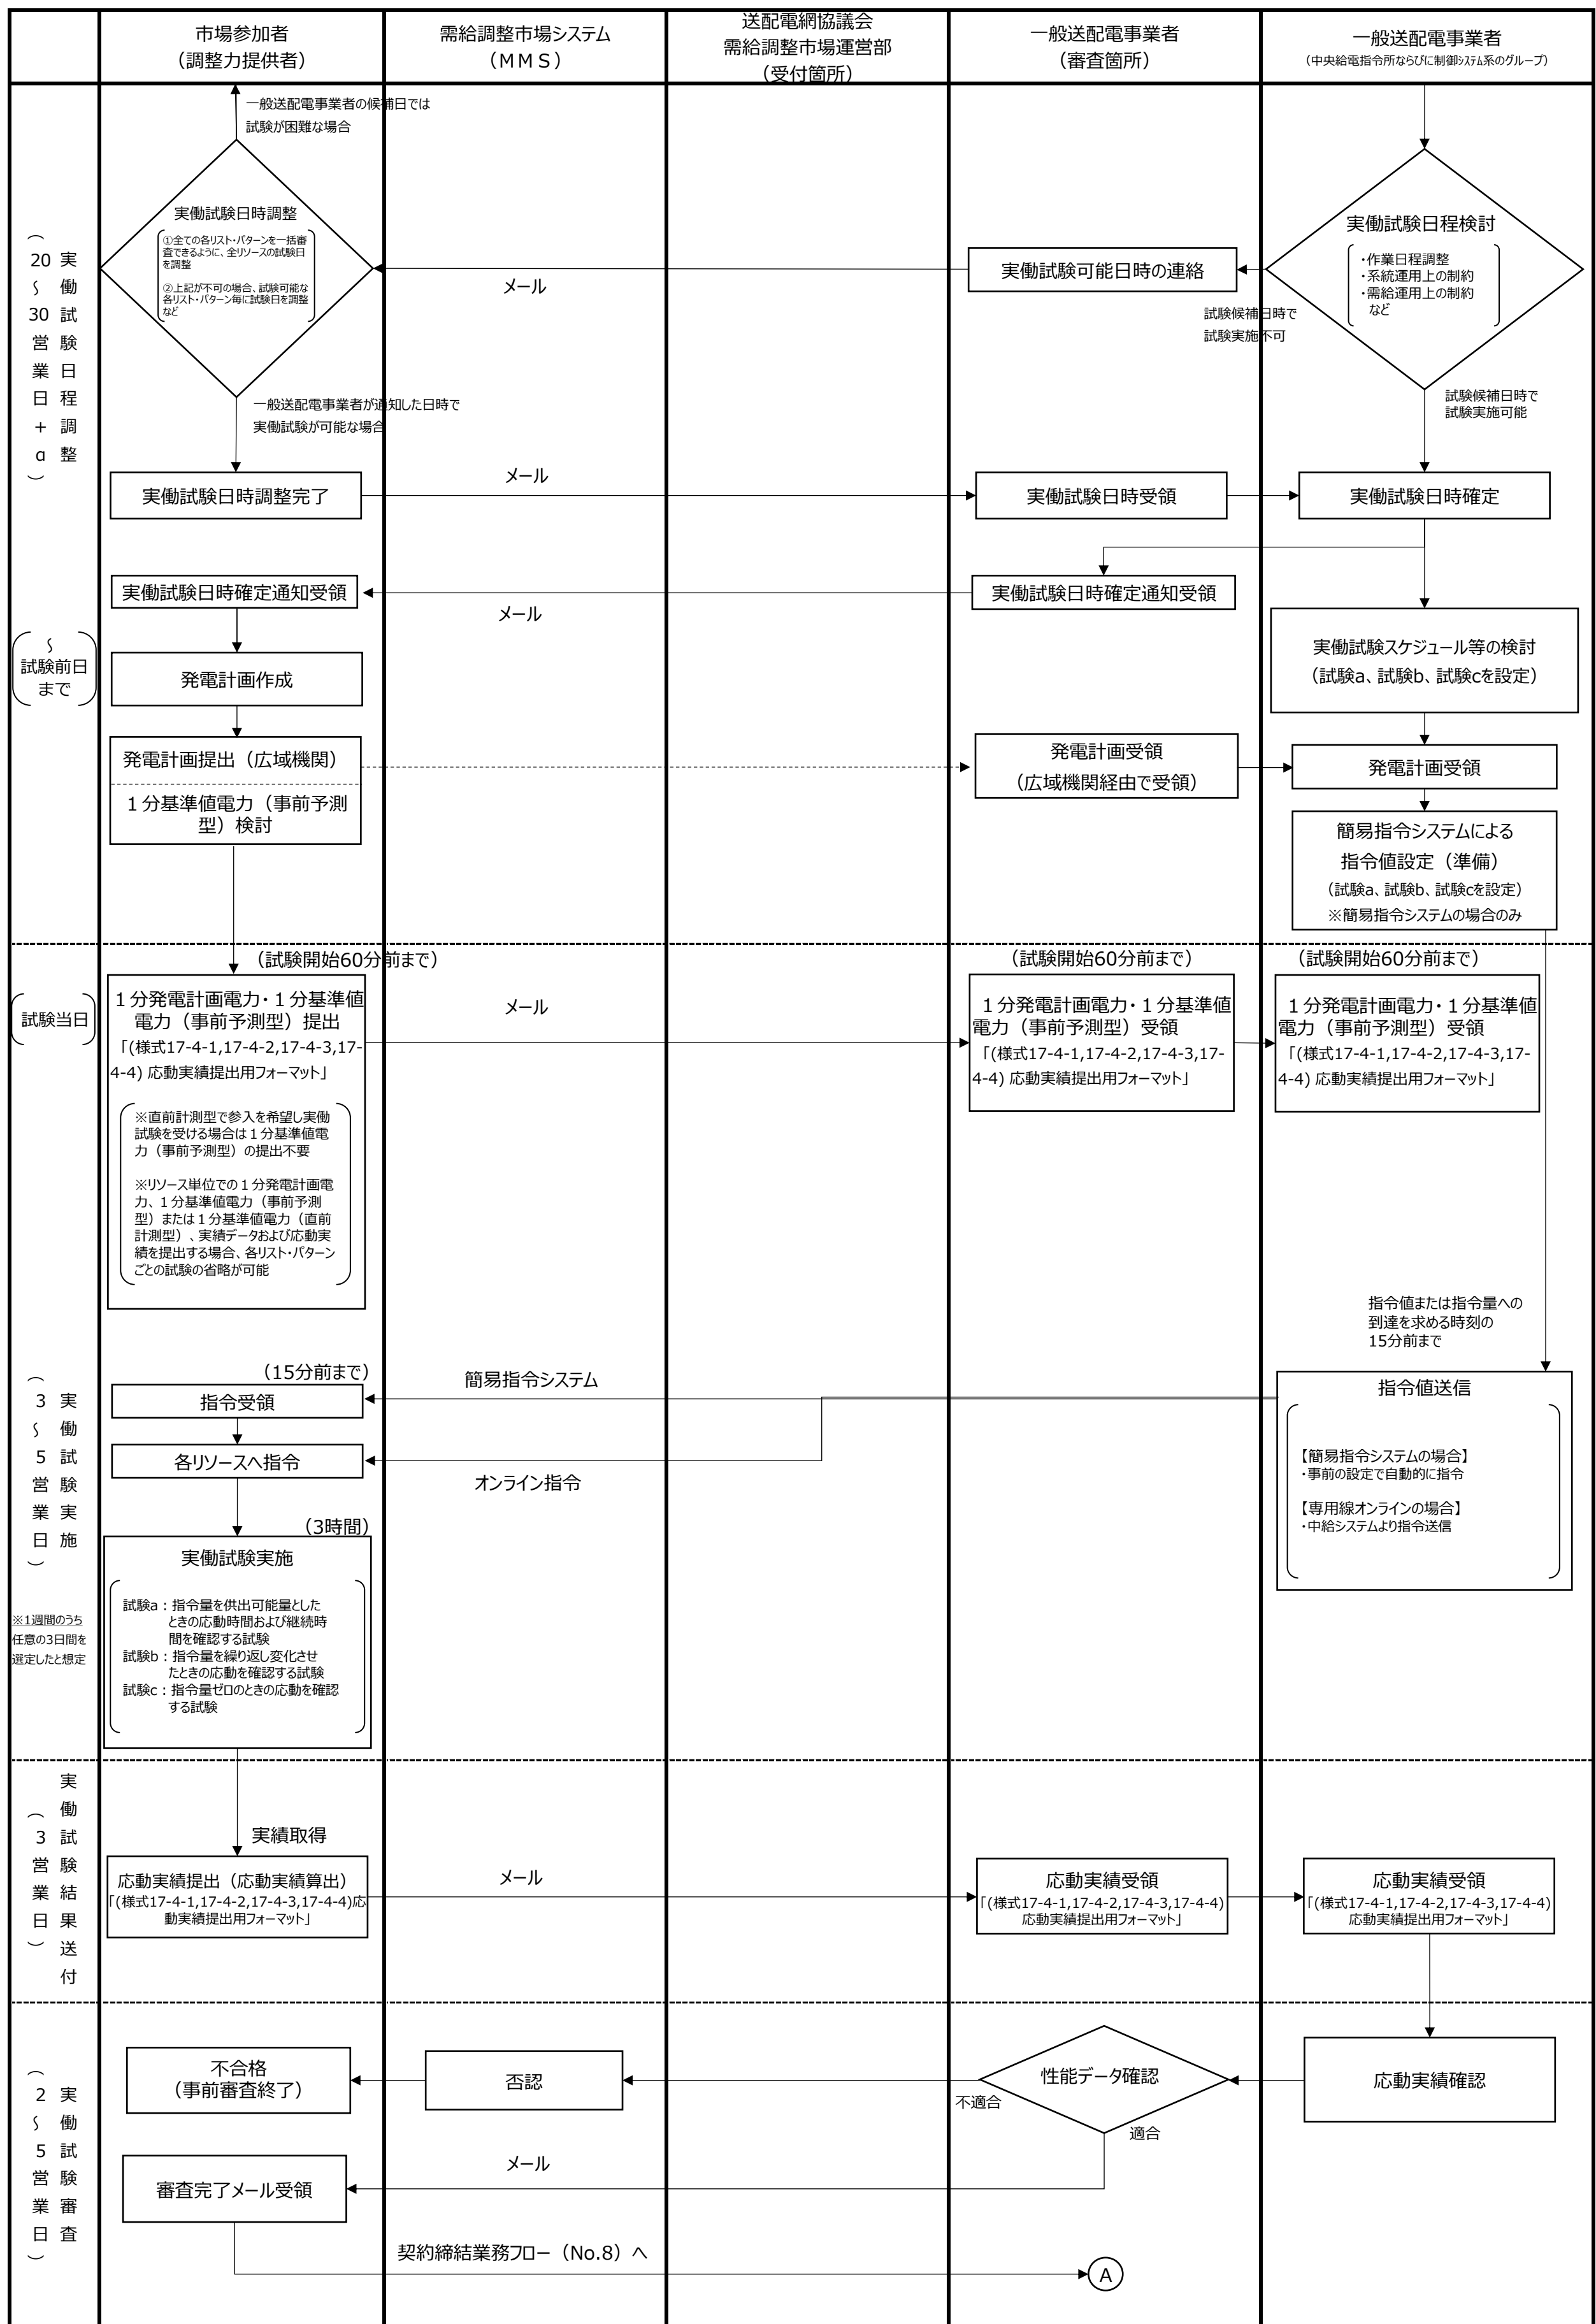 市場参加者
（調整力提供者）
需給調整市場システム
（ＭＭＳ）
送配電網協議会
需給調整市場運営部
（受付箇所）
一般送配電事業者
（審査箇所）
一般送配電事業者
（中央給電指令所ならびに制御システム系のグループ）
実働試験日程調整
（20～30営業日+α）
一般送配電事業者の候補日では
試験が困難な場合
実働試験日時調整
①全ての各リスト・パターンを一括審
査できるように、全リソースの試験日
を調整
②上記が不可の場合、試験可能な
各リスト・パターン毎に試験日を調整
など
メール
実働試験可能日時の連絡
試験候補日時で
試験実施不可
実働試験日程検討
・作業日程調整
・系統運用上の制約
・需給運用上の制約
など
試験候補日時で
試験実施可能
一般送配電事業者が通知した日時で
実働試験が可能な場合
実働試験日時調整完了
メール
実働試験日時受領
実働試験日時確定
実働試験日時確定通知受領
メール
実働試験日時確定通知受領
～
試験前日
まで
発電計画作成
実働試験スケジュール等の検討
（試験a、試験b、試験cを設定）
発電計画提出（広域機関）
１分基準値電力（事前予測
型）検討
発電計画受領
（広域機関経由で受領）
発電計画受領
簡易指令システムによる
指令値設定（準備）
（試験a、試験b、試験cを設定）
※簡易指令システムの場合のみ
試験当日
（試験開始60分前まで）
（試験開始60分前まで）
（試験開始60分前まで）
１分発電計画電力・１分基準値
電力（事前予測型）提出
「(様式17-4-1,17-4-2,17-4-3,17-
4-4) 応動実績提出用フォーマット」
※直前計測型で参入を希望し実働
試験を受ける場合は１分基準値電
力（事前予測型）の提出不要
※リソース単位での１分発電計画電
力、１分基準値電力（事前予測
型）または１分基準値電力（直前
計測型）、実績データおよび応動実
績を提出する場合、各リスト・パターン
ごとの試験の省略が可能
メール
１分発電計画電力・１分基準値
電力（事前予測型）受領
「(様式17-4-1,17-4-2,17-4-3,17-
4-4) 応動実績提出用フォーマット」
１分発電計画電力・１分基準値
電力（事前予測型）受領
「(様式17-4-1,17-4-2,17-4-3,17-
4-4) 応動実績提出用フォーマット」
指令値または指令量への
到達を求める時刻の
15分前まで
実働試験実施
（3～5営業日）
※1週間のうち
任意の3日間を
選定したと想定
（15分前まで）
指令受領
簡易指令システム
各リソースへ指令
オンライン指令
指令値送信
【簡易指令システムの場合】
・事前の設定で自動的に指令
【専用線オンラインの場合】
・中給システムより指令送信
（3時間）
実働試験実施
試験a：指令量を供出可能量とした
ときの応動時間および継続時
間を確認する試験
試験b：指令量を繰り返し変化させ
たときの応動を確認する試験
試験c：指令量ゼロのときの応動を確認
する試験
実働試験結果送付
（3営業日）
実績取得
応動実績提出（応動実績算出）
「(様式17-4-1,17-4-2,17-4-3,17-4-4)応
動実績提出用フォーマット」
メール
応動実績受領
「(様式17-4-1,17-4-2,17-4-3,17-4-4)
応動実績提出用フォーマット」
応動実績受領
「(様式17-4-1,17-4-2,17-4-3,17-4-4)
応動実績提出用フォーマット」
実働試験審査
（2～5営業日）
不合格
（事前審査終了）
否認
不適合
性能データ確認
適合
応動実績確認
メール
審査完了メール受領
契約締結業務フロー（No.8）へ
A